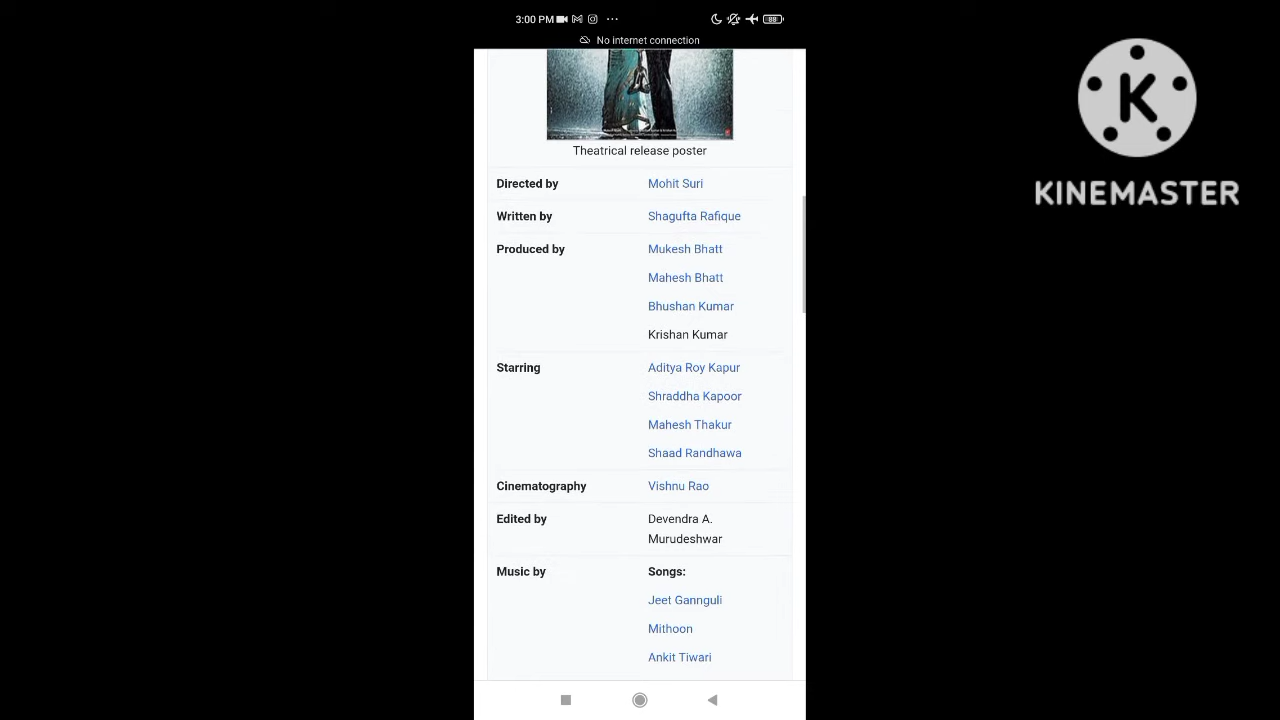 3:00 PM
88
No internet connection
K
KINEMASTER
Theatrical release poster
Directed by Mohit Suri
Written by Shagufta Rafique
Produced by Mukesh Bhatt
Mahesh Bhatt
Bhushan Kumar
Krishan Kumar
Starring Aditya Roy Kapur
Shraddha Kapoor
Mahesh Thakur
Shaad Randhawa
Cinematography Vishnu Rao
Edited by Devendra A.
Murudeshwar
Music by Songs:
Jeet Gannguli
Mithoon
Ankit Tiwari